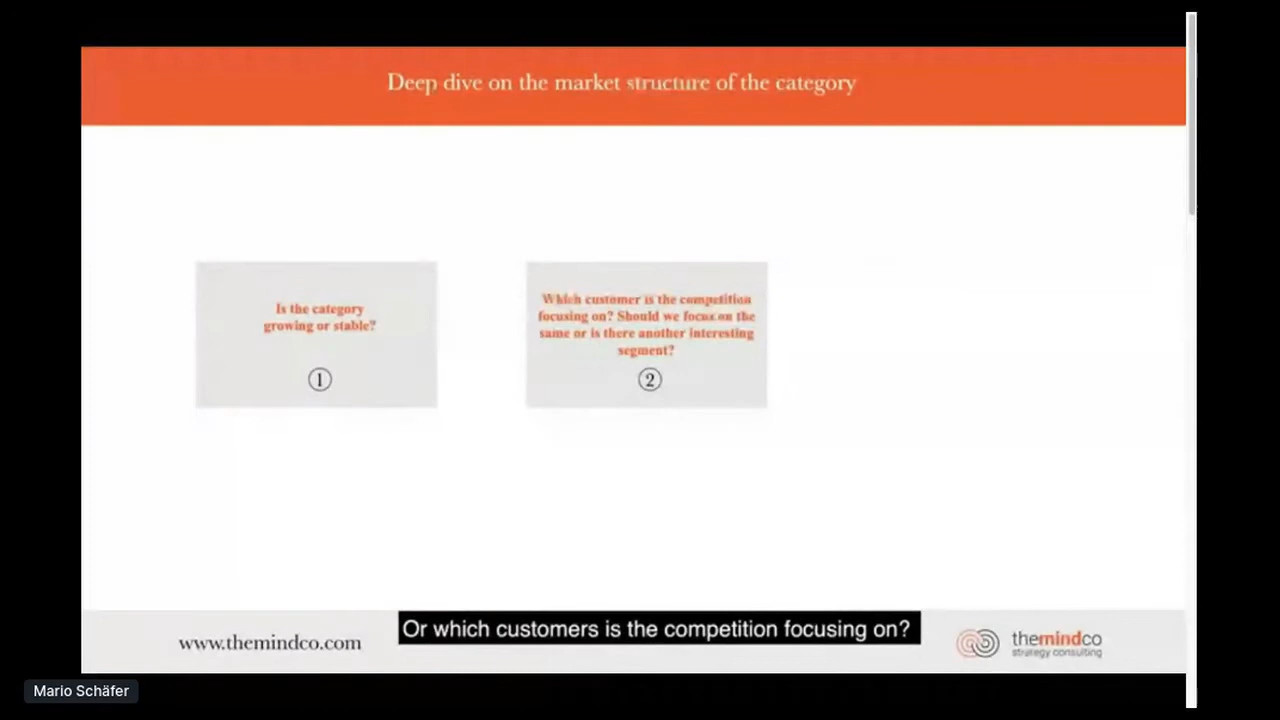 Deep dive on the market structure of the category
Is the category
growing or stable?
1
Which customer is the competition
focusing on? Should we focus on the
same or is there another interesting
segment?
2
Or which customers is the competition focusing on?
www.themindco.com
themindco
strategy consulting
Mario Schäfer